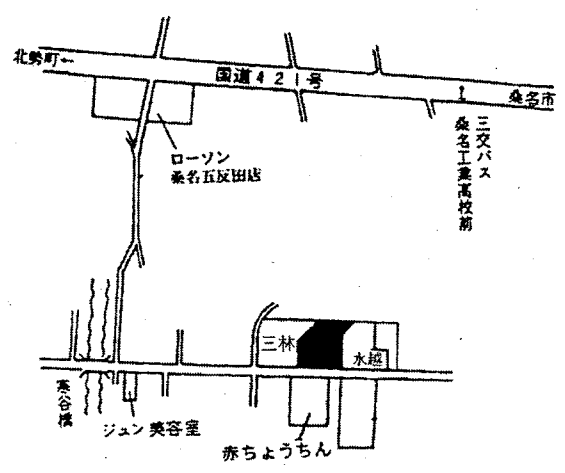 北勢町←
国道421号
桑名市
三交バス
桑名工業高校前
ローソン
桑名五反田店
三林
水越
寒谷橋
ジュン美容室
赤ちょうちん